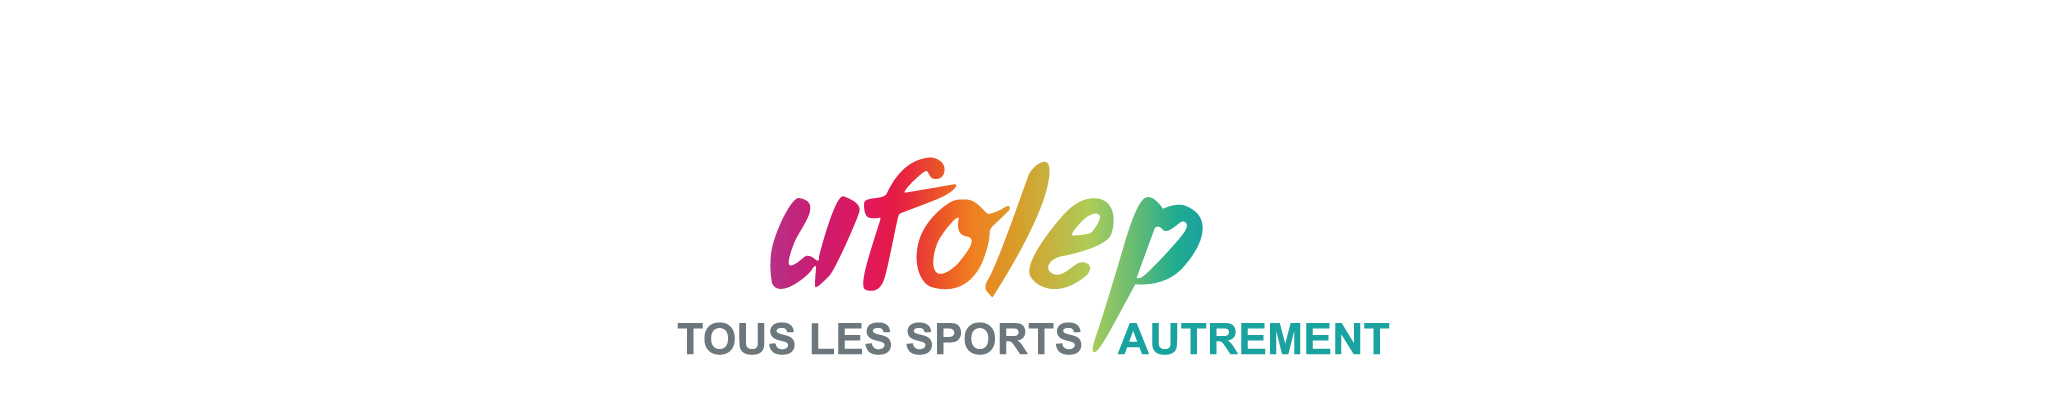 ufolep
TOUS LES SPORTS AUTREMENT